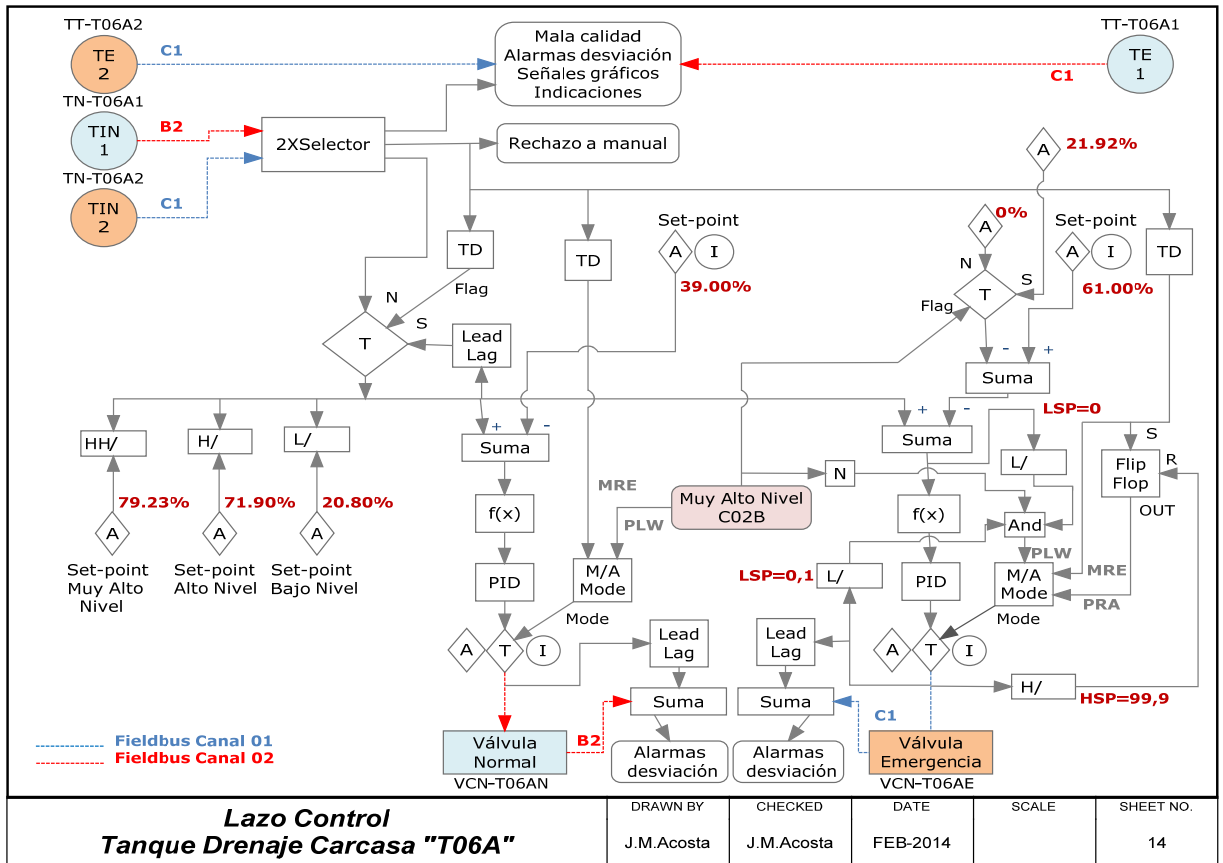 TT-T06A2
TE
2
C1
TN-T06A1
TIN
1
B2
TN-T06A2
TIN
2
C1
2XSelector
Mala calidad
Alarmas desviación
Señales gráficos
Indicaciones
Rechazo a manual
TT-T06A1
TE
1
C1
A
21.92%
TD
Flag
N
T
S
Lead
Lag
TD
Set-point
A
I
39.00%
0%
A
N
T
S
Flag
Set-point
A
I
61.00%
TD
-
+
Suma
HH/
H/
L/
79.23%
71.90%
20.80%
A
A
A
Set-point
Muy Alto
Nivel
Set-point
Alto Nivel
Set-point
Bajo Nivel
+
-
Suma
f(x)
PID
A
T
I
MRE
PLW
M/A
Mode
Mode
Muy Alto Nivel
C02B
N
+
-
Suma
LSP=0
L/
f(x)
And
PLW
S
Flip
Flop
R
OUT
LSP=0,1
L/
PID
M/A
Mode
MRE
PRA
Mode
A
T
I
Lead
Lag
Suma
Alarmas
desviación
Lead
Lag
Suma
Alarmas
desviación
H/
HSP=99,9
C1
B2
Válvula
Normal
VCN-T06AN
Válvula
Emergencia
VCN-T06AE
Fieldbus Canal 01
Fieldbus Canal 02
Lazo Control
Tanque Drenaje Carcasa "T06A"
DRAWN BY
J.M.Acosta
CHECKED
J.M.Acosta
DATE
FEB-2014
SCALE
SHEET NO.
14